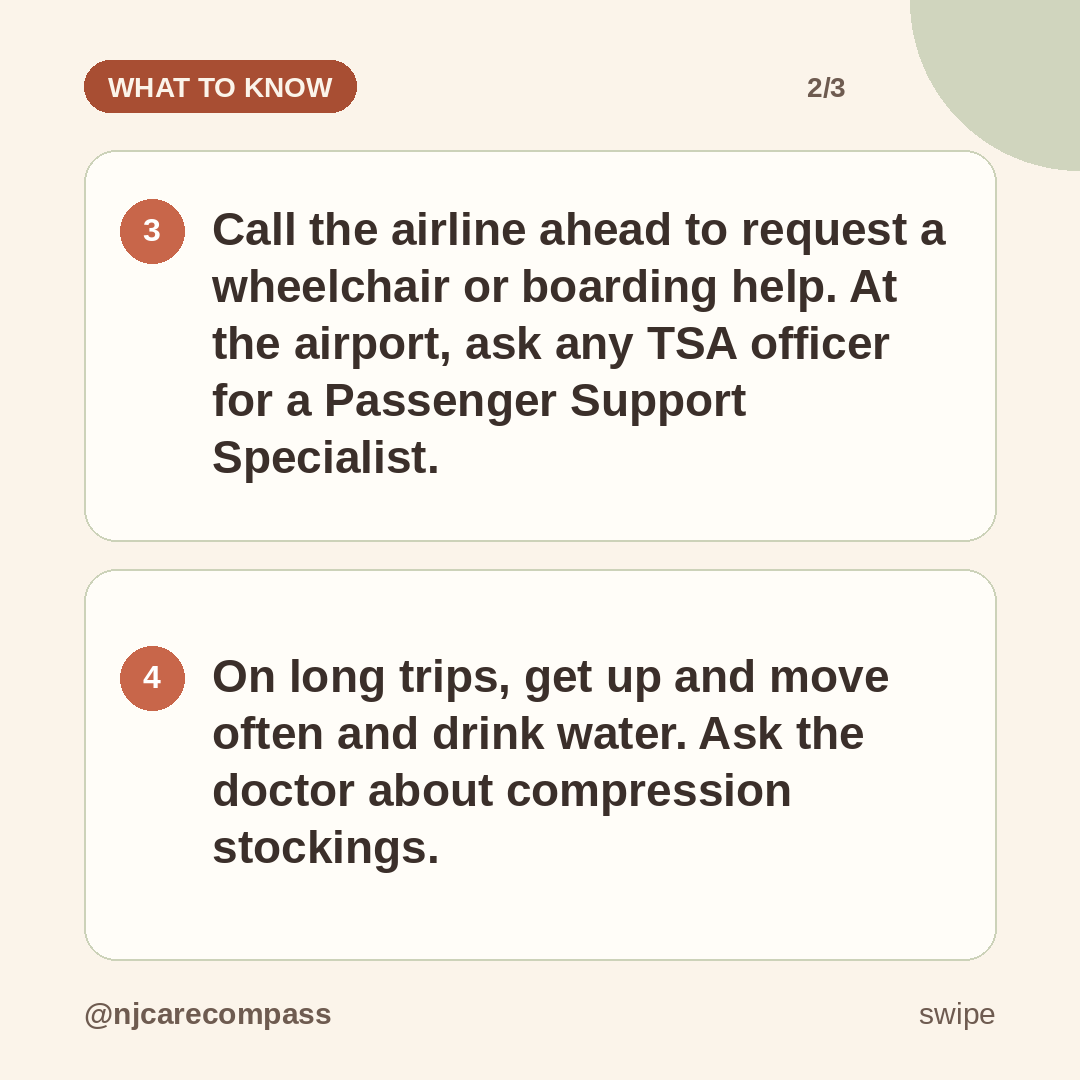 WHAT TO KNOW
2/3
3
Call the airline ahead to request a
wheelchair or boarding help. At
the airport, ask any TSA officer
for a Passenger Support
Specialist.
4
On long trips, get up and move
often and drink water. Ask the
doctor about compression
stockings.
@njcarecompass
swipe